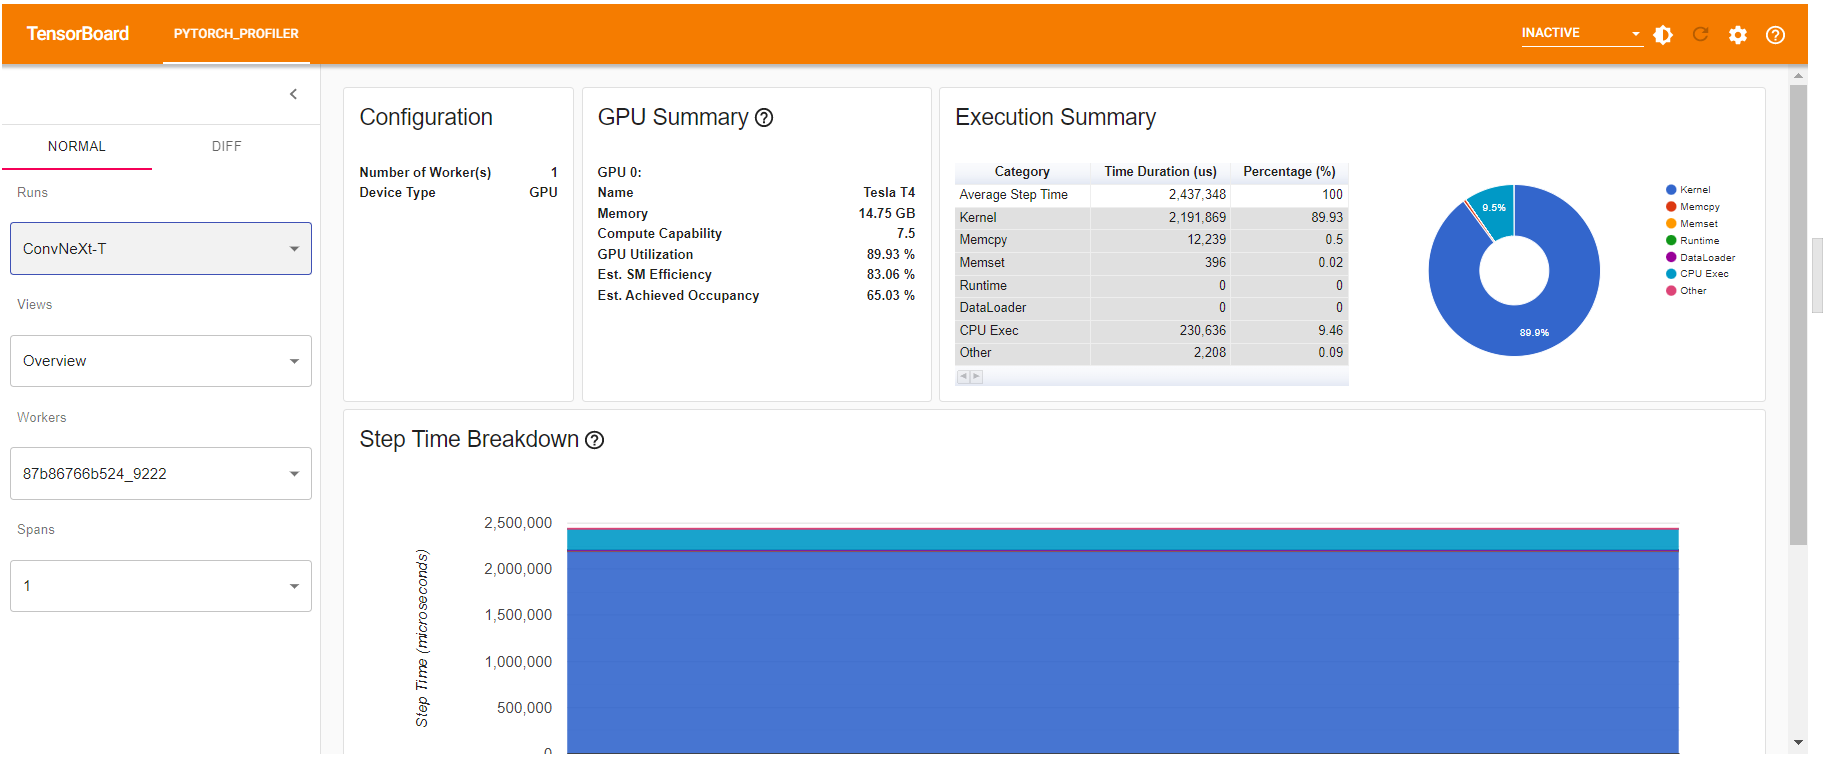 TensorBoard
PYTORCH_PROFILER
INACTIVE
NORMAL
DIFF
Runs
ConvNeXt-T
Views
Overview
Workers
87b86766b524_9222
Spans
1
Configuration
Number of Worker(s) 1
Device Type GPU
GPU Summary
GPU 0:
Name Tesla T4
Memory 14.75 GB
Compute Capability 7.5
GPU Utilization 89.93 %
Est. SM Efficiency 83.06 %
Est. Achieved Occupancy 65.03 %
Execution Summary
Category Time Duration (us) Percentage (%)
Average Step Time 2,437,348 100
Kernel 2,191,869 89.93
Memcpy 12,239 0.5
Memset 396 0.02
Runtime 0 0
DataLoader 0 0
CPU Exec 230,636 9.46
Other 2,208 0.09
9.5%
89.9%
Kernel
Memcpy
Memset
Runtime
DataLoader
CPU Exec
Other
Step Time Breakdown
Step Time (microseconds)
2,500,000
2,000,000
1,500,000
1,000,000
500,000
0